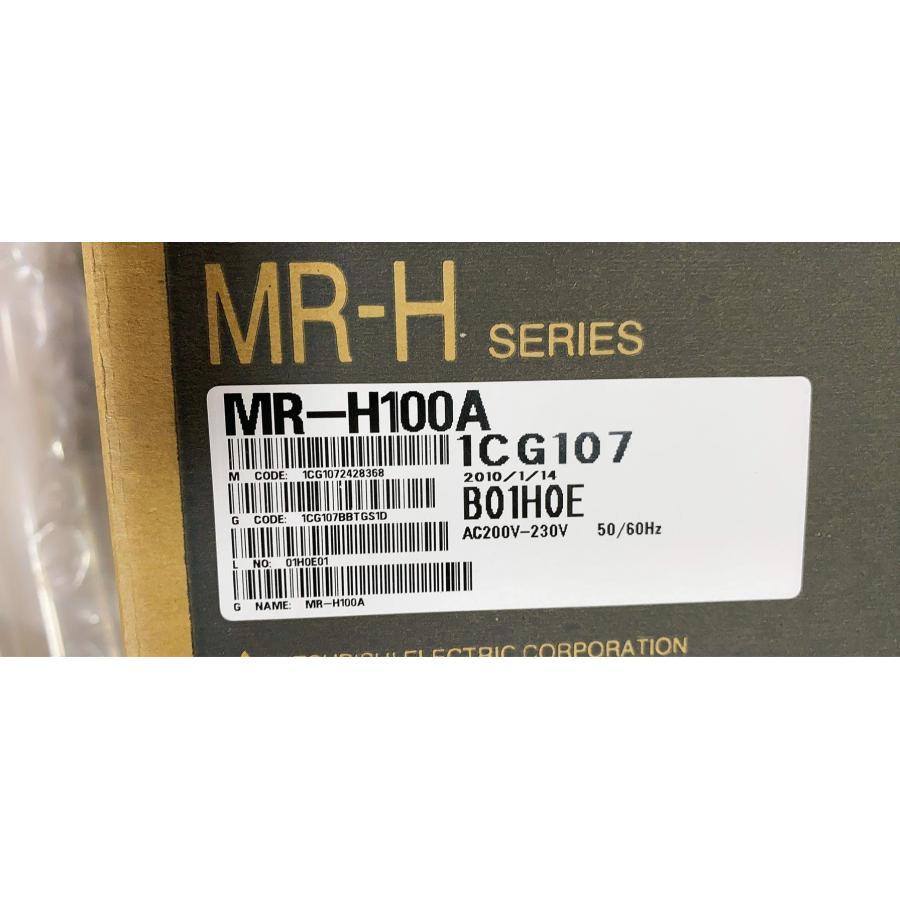 MR-H SERIES
MR-H100A
1CG107
M CODE: 1CG1072428368
2010/1/14
G CODE: 1CG107BBTGS1D
B01H0E
AC200V-230V 50/60Hz
L NO: 01H0E01
G NAME: MR-H100A
ELECTRIC CORPORATION